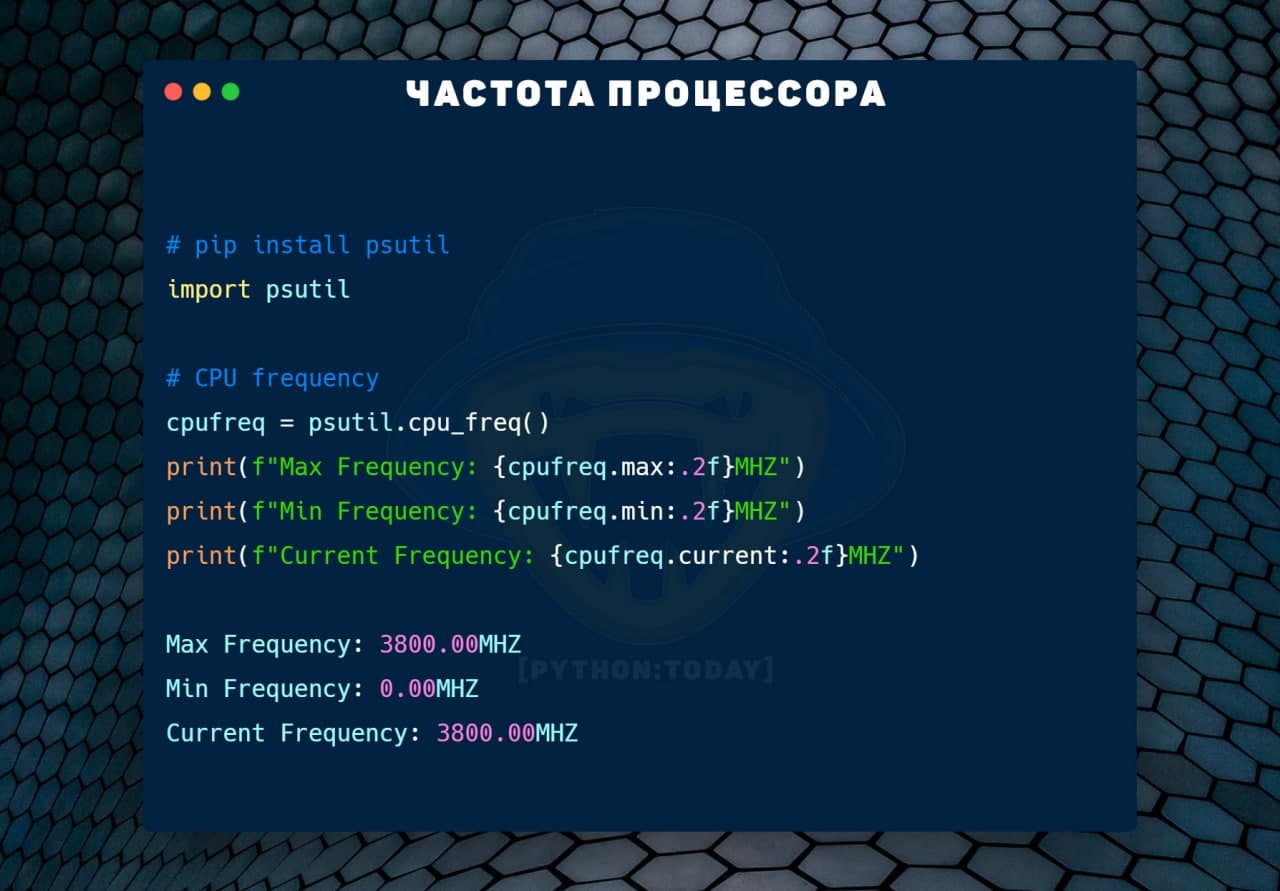 ЧАСТОТА ПРОЦЕССОРА
# pip install psutil
import psutil
# CPU frequency
cpufreq = psutil.cpu_freq()
print(f"Max Frequency: {cpufreq.max:.2f}MHZ")
print(f"Min Frequency: {cpufreq.min:.2f}MHZ")
print(f"Current Frequency: {cpufreq.current:.2f}MHZ")
Max Frequency: 3800.00MHZ
[PYTHON:TODAY]
Min Frequency: 0.00MHZ
Current Frequency: 3800.00MHZ